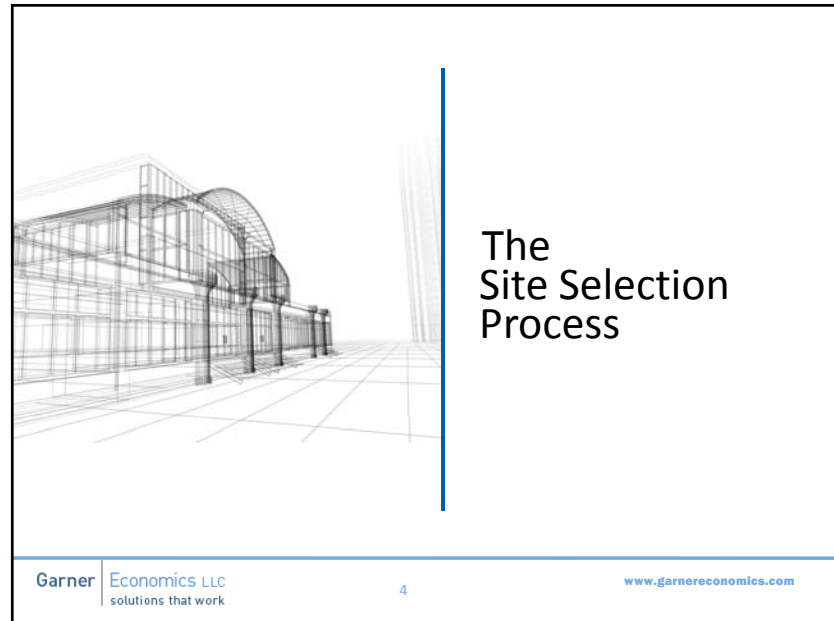 The
Site Selection
Process
Garner Economics LLC
solutions that work
4
www.garnereconomics.com